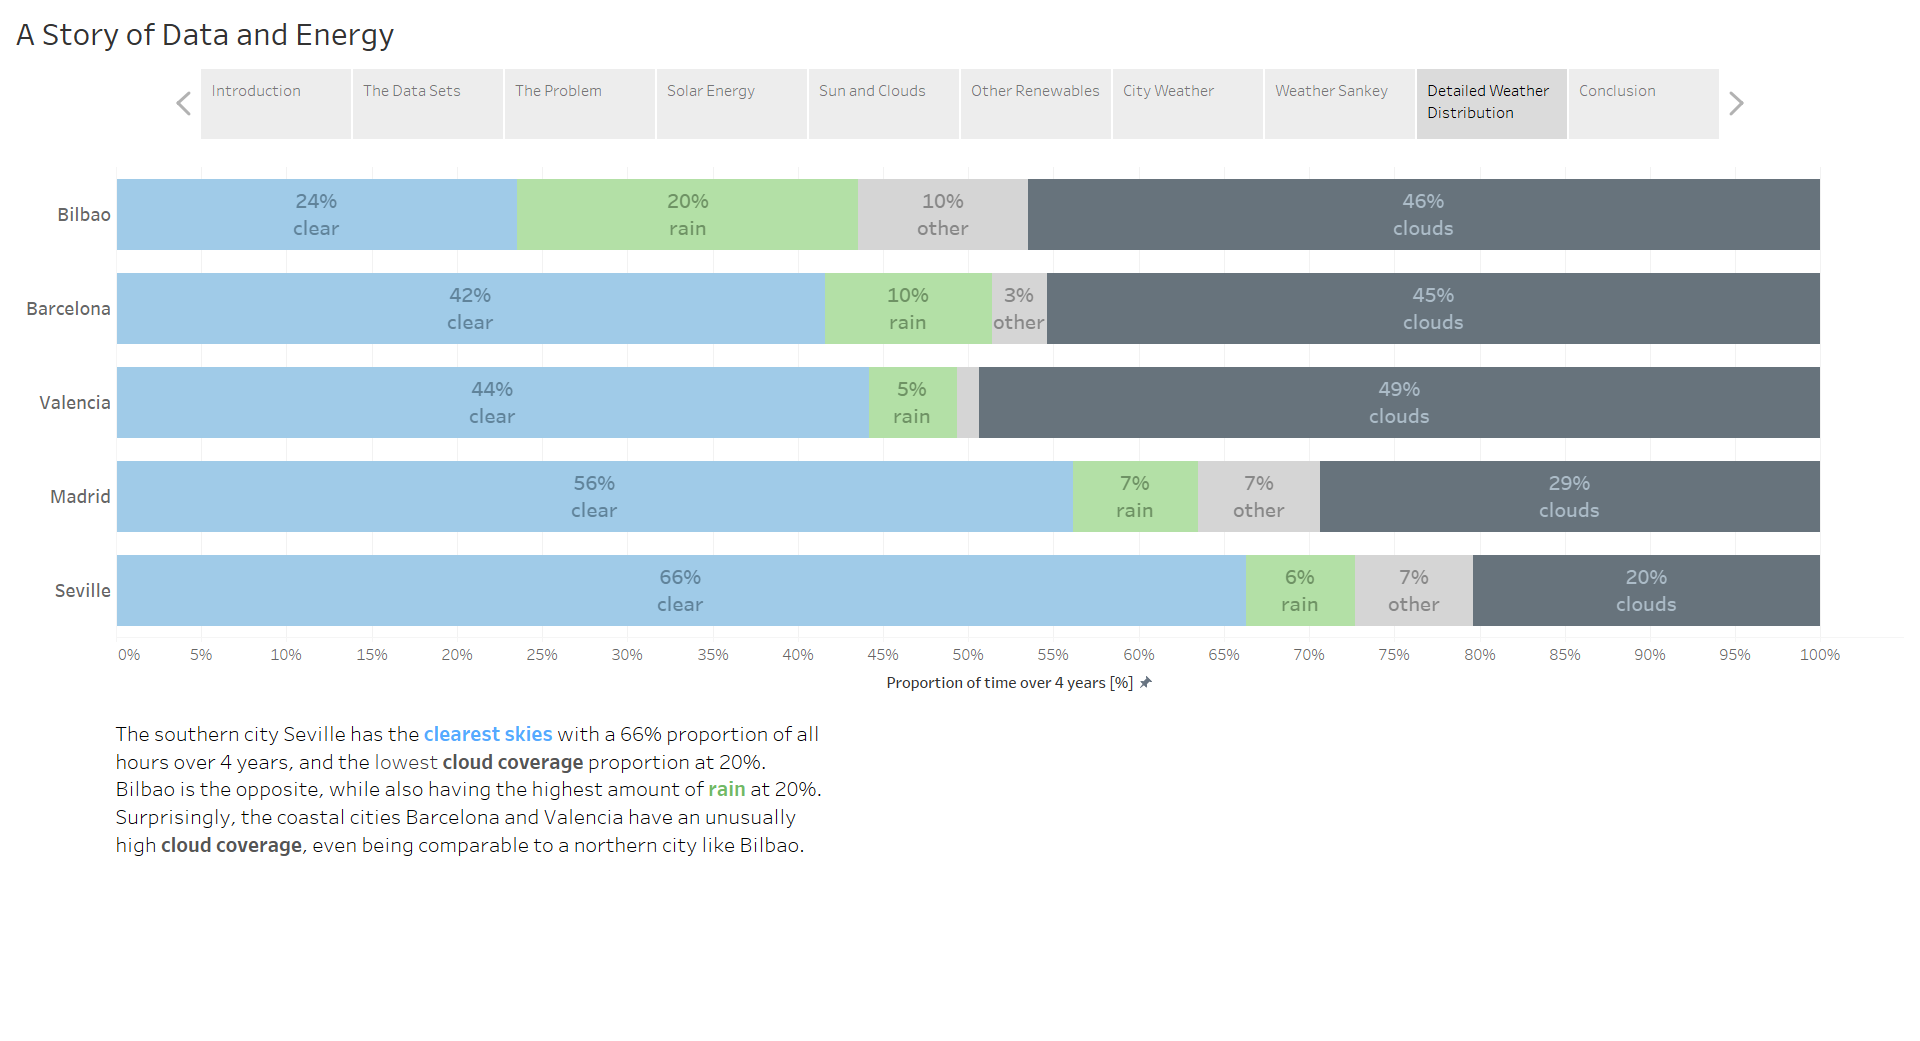 A Story of Data and Energy
Introduction
The Data Sets
The Problem
Solar Energy
Sun and Clouds
Other Renewables
City Weather
Weather Sankey
Detailed Weather
Distribution
Conclusion
Bilbao
24%
clear
20%
rain
10%
other
46%
clouds
Barcelona
42%
clear
10%
rain
3%
other
45%
clouds
Valencia
44%
clear
5%
rain
49%
clouds
Madrid
56%
clear
7%
rain
7%
other
29%
clouds
Seville
66%
clear
6%
rain
7%
other
20%
clouds
0% 5% 10% 15% 20% 25% 30% 35% 40% 45% 50% 55% 60% 65% 70% 75% 80% 85% 90% 95% 100%
Proportion of time over 4 years [%]
The southern city Seville has the clearest skies with a 66% proportion of all
hours over 4 years, and the lowest cloud coverage proportion at 20%.
Bilbao is the opposite, while also having the highest amount of rain at 20%.
Surprisingly, the coastal cities Barcelona and Valencia have an unusually
high cloud coverage, even being comparable to a northern city like Bilbao.